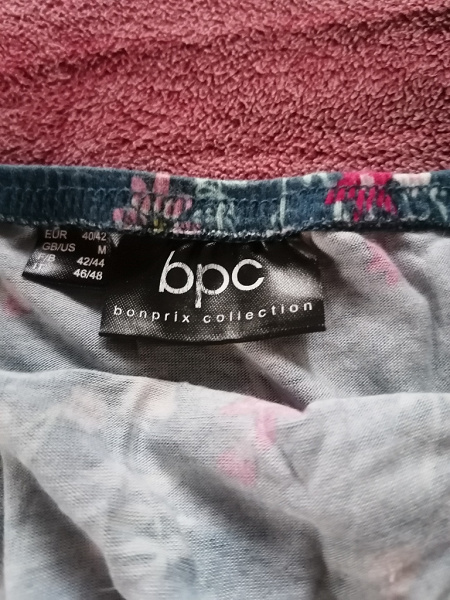 EUR 40/42
GB/US M
F/B 42/44
IT 46/48
bpc
bonprix collection